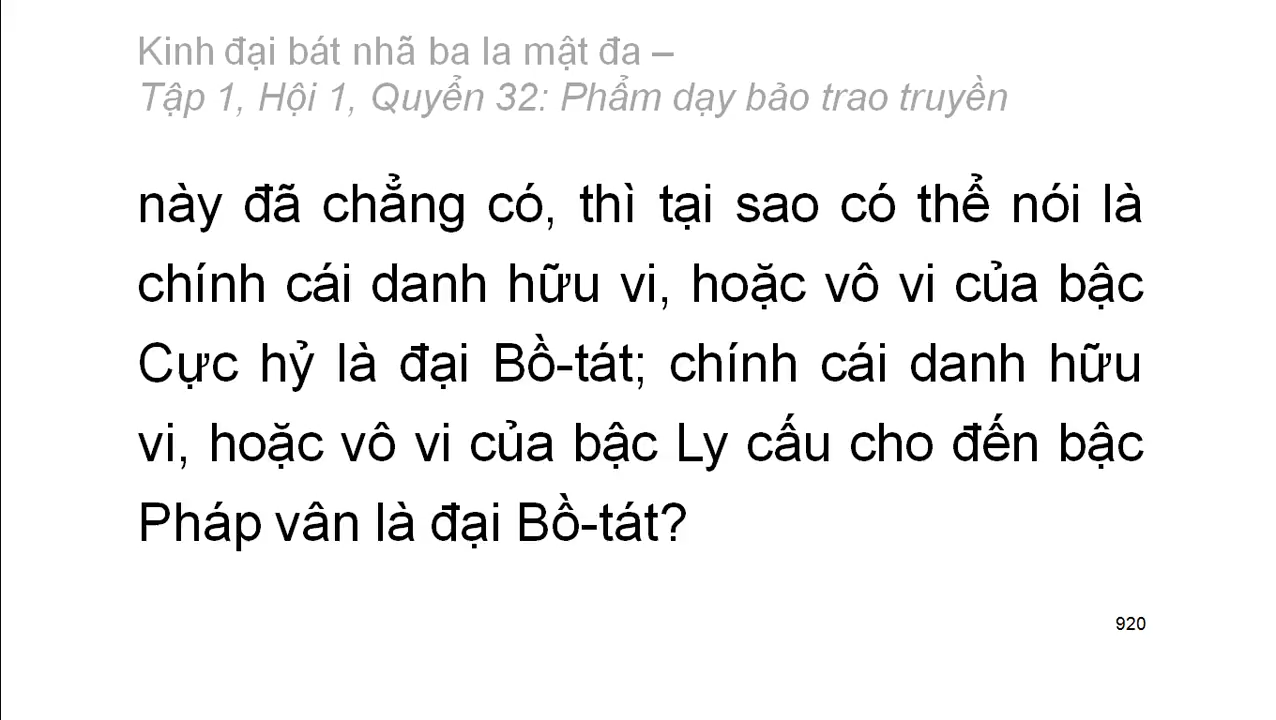 Kinh đại bát nhã ba la mật đa –
Tập 1, Hội 1, Quyển 32: Phẩm dạy bảo trao truyền
này đã chẳng có, thì tại sao có thể nói là
chính cái danh hữu vi, hoặc vô vi của bậc
Cực hỷ là đại Bồ-tát; chính cái danh hữu
vi, hoặc vô vi của bậc Ly cấu cho đến bậc
Pháp vân là đại Bồ-tát?
920